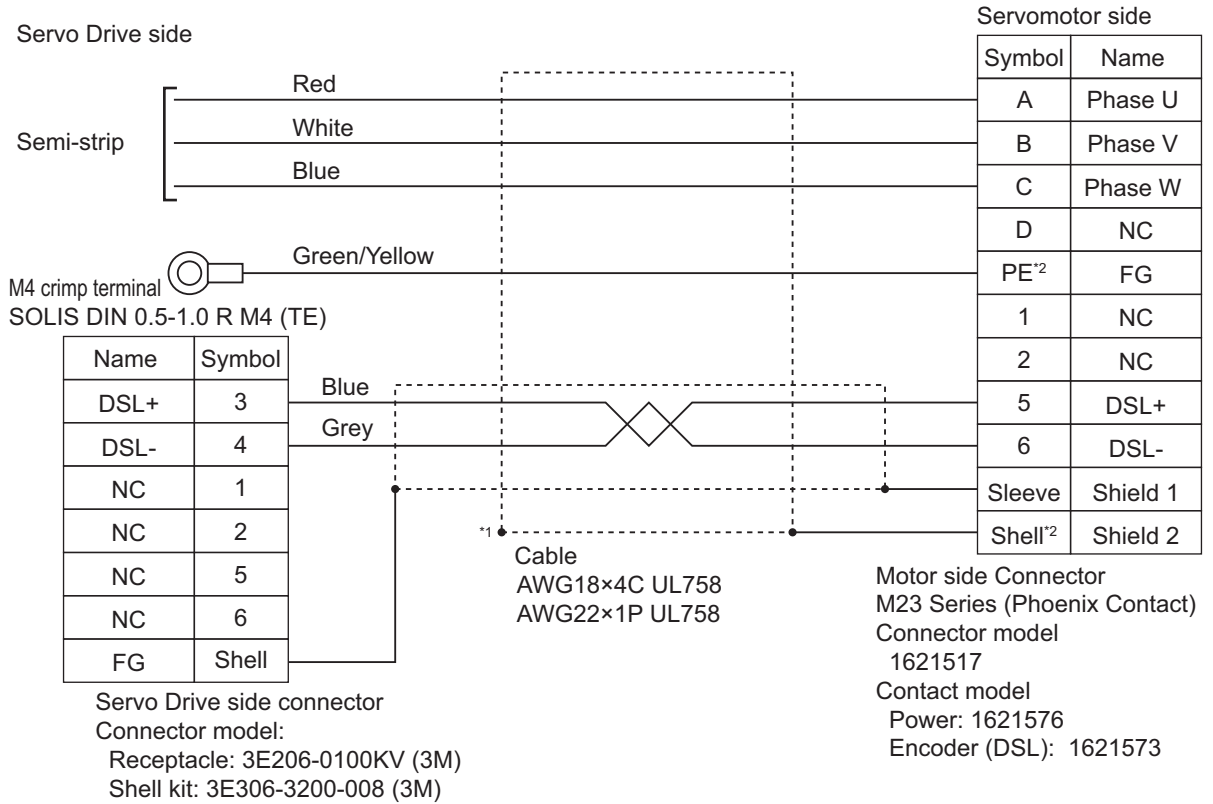 Servo Drive side
Servomotor side
Symbol Name
Red
A Phase U
Semi-strip
White
B Phase V
Blue
C Phase W
D NC
Green/Yellow
PE*2 FG
M4 crimp terminal
SOLIS DIN 0.5-1.0 R M4 (TE)
1 NC
2 NC
Name Symbol
DSL+ 3
Blue
5 DSL+
DSL- 4
Grey
6 DSL-
NC 1
Sleeve Shield 1
NC 2
*1
Shell*2 Shield 2
NC 5
NC 6
FG Shell
Cable
AWG18×4C UL758
AWG22×1P UL758
Motor side Connector
M23 Series (Phoenix Contact)
Connector model
1621517
Contact model
Power: 1621576
Encoder (DSL): 1621573
Servo Drive side connector
Connector model:
Receptacle: 3E206-0100KV (3M)
Shell kit: 3E306-3200-008 (3M)